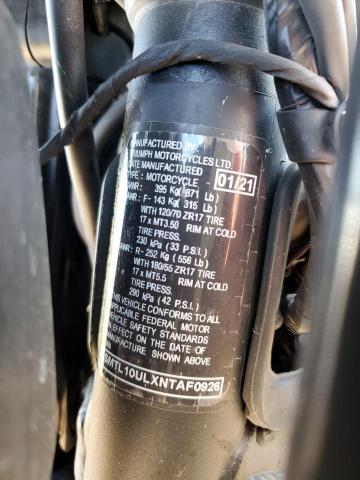 MANUFACTURED BY
TRIUMPH MOTORCYCLES LTD
DATE MANUFACTURED 01/21
TYPE: MOTORCYCLE
395 Kg( 871 Lb)
F- 143 Kg( 315 Lb)
WITH 120/70 ZR17 TIRE
17 x MT3.50 RIM AT COLD
TIRE PRESS.
230 kPa (33 P.S.I.)
R- 252 Kg (556 Lb)
WITH 180/55 ZR17 TIRE
17 x MT5.5 RIM AT COLD
TIRE PRESS.
290 kPa (42 P.S.I.)
THIS VEHICLE CONFORMS TO ALL
APPLICABLE FEDERAL MOTOR
VEHICLE SAFETY STANDARDS
IN EFFECT ON THE DATE OF
MANUFACTURE SHOWN ABOVE
SMTL10ULXNTAF0926